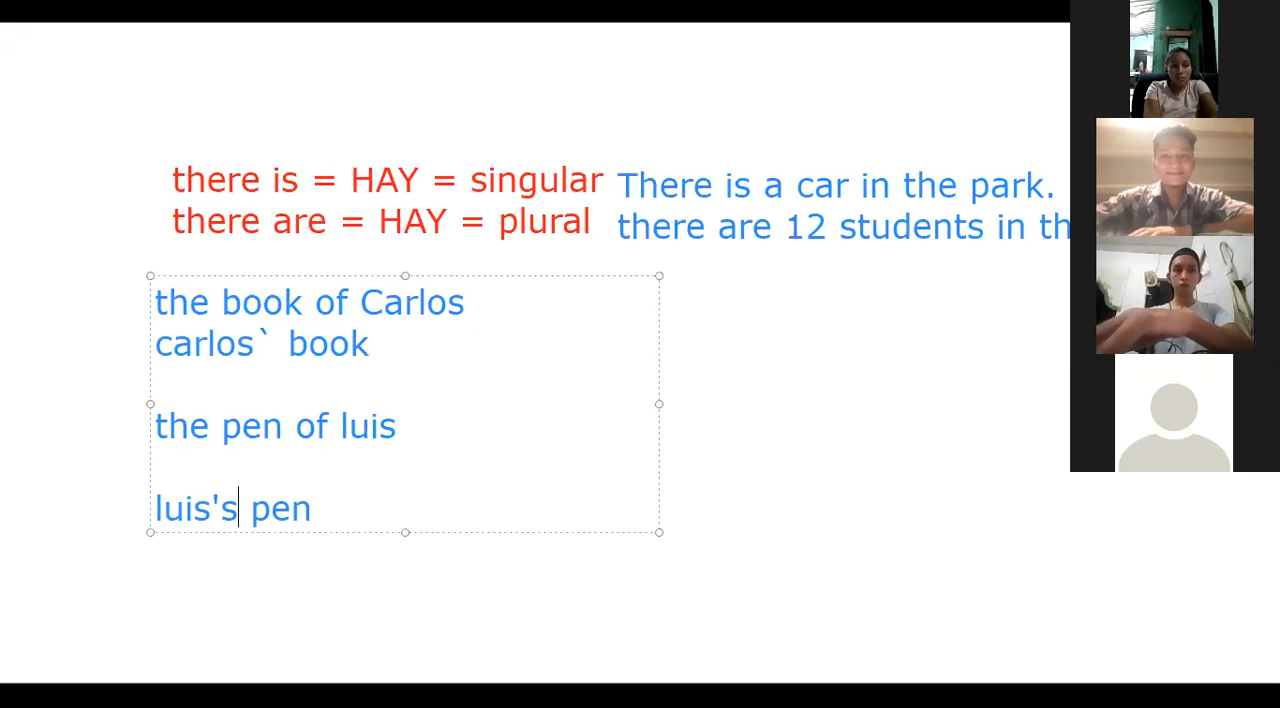 there is = HAY = singular
there are = HAY = plural
There is a car in the park.
there are 12 students in th
the book of Carlos
carlos` book
the pen of luis
luis's pen